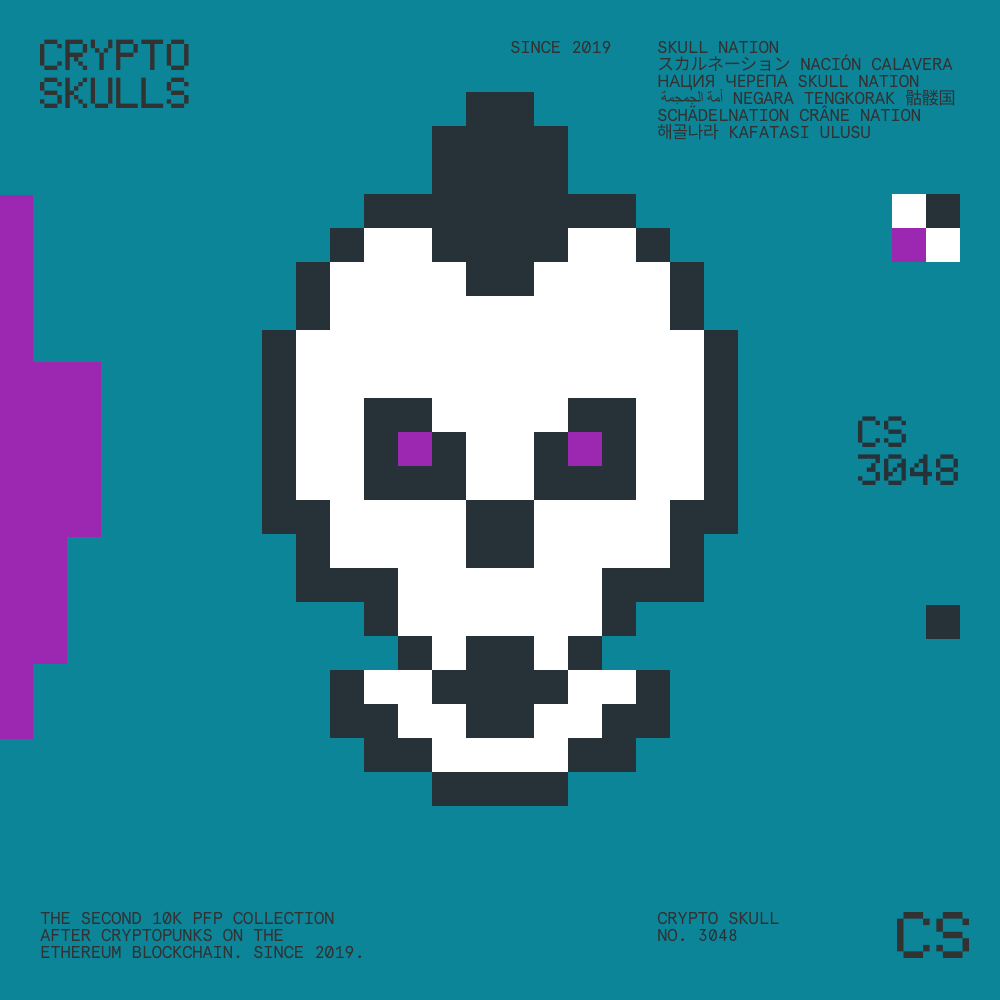 CRYPTO
SKULLS
SINCE 2019
SKULL NATION
スカルネーション NACIÓN CALAVERA
НАЦИЯ ЧЕРЕПА SKULL NATION
أمة الجمجمة NEGARA TENGKORAK 骷髅国
SCHÄDELNATION CRÂNE NATION
해골나라 KAFATASI ULUSU
CS
3048
THE SECOND 10K PFP COLLECTION
AFTER CRYPTOPUNKS ON THE
ETHEREUM BLOCKCHAIN. SINCE 2019.
CRYPTO SKULL
NO. 3048
CS